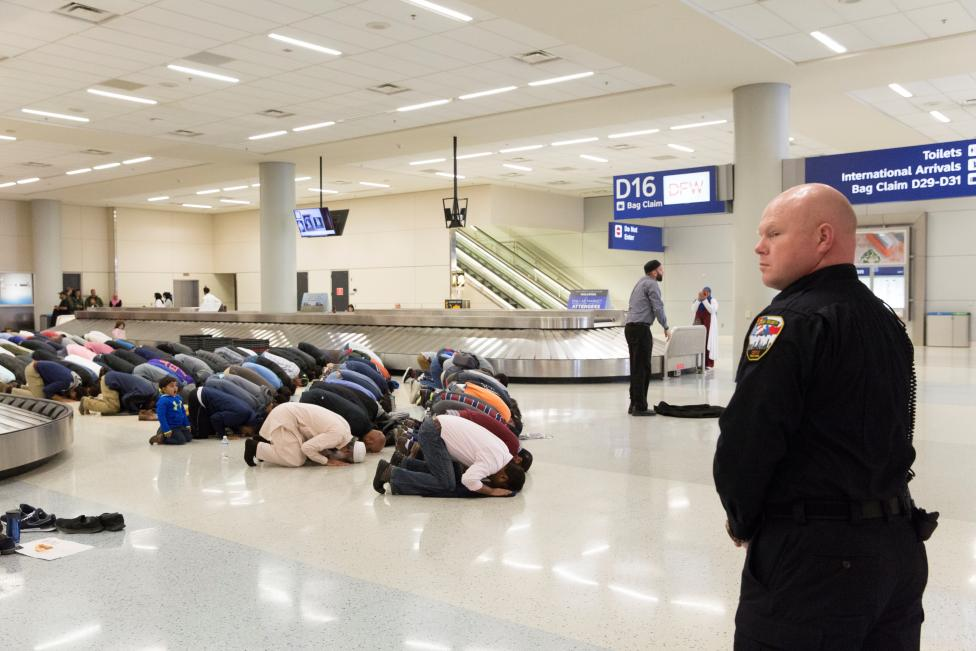 D16
Bag Claim
DFW
Do Not
Enter
Toilets
International Arrivals
Bag Claim D29-D31